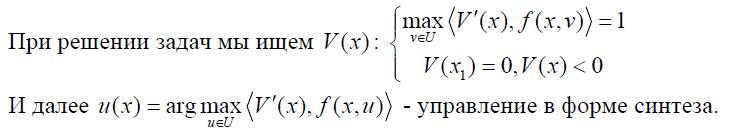 При решении задач мы ищем V(x): { max_{v∈U} ⟨V′(x), f(x,v)⟩ = 1
V(x₁) = 0, V(x) < 0
И далее u(x) = arg max_{u∈U} ⟨V′(x), f(x,u)⟩ - управление в форме синтеза.